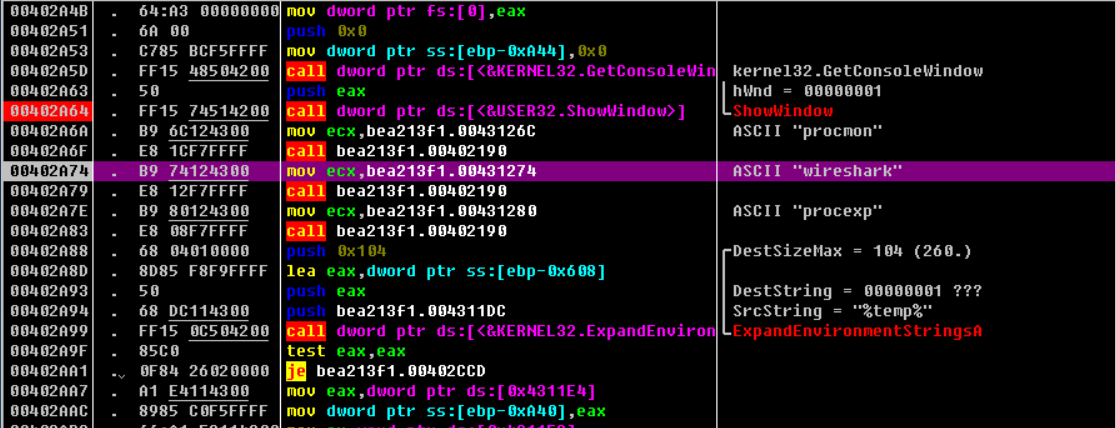 00402A4B . 64:A3 00000000 mov dword ptr fs:[0],eax
00402A51 . 6A 00 push 0x0
00402A53 . C785 BCF5FFFF mov dword ptr ss:[ebp-0xA44],0x0
00402A5D . FF15 48504200 call dword ptr ds:[<&KERNEL32.GetConsoleWin kernel32.GetConsoleWindow
00402A63 . 50 push eax hWnd = 00000001
00402A64 . FF15 74514200 call dword ptr ds:[<&USER32.ShowWindow>] ShowWindow
00402A6A . B9 6C124300 mov ecx,bea213f1.0043126C ASCII "procmon"
00402A6F . E8 1CF7FFFF call bea213f1.00402190
00402A74 . B9 74124300 mov ecx,bea213f1.00431274 ASCII "wireshark"
00402A79 . E8 12F7FFFF call bea213f1.00402190
00402A7E . B9 80124300 mov ecx,bea213f1.00431280 ASCII "procexp"
00402A83 . E8 08F7FFFF call bea213f1.00402190
00402A88 . 68 04010000 push 0x104 DestSizeMax = 104 (260.)
00402A8D . 8D85 F8F9FFFF lea eax,dword ptr ss:[ebp-0x608]
00402A93 . 50 push eax DestString = 00000001 ???
00402A94 . 68 DC114300 push bea213f1.004311DC SrcString = "%temp%"
00402A99 . FF15 0C504200 call dword ptr ds:[<&KERNEL32.ExpandEnviron ExpandEnvironmentStringsA
00402A9F . 85C0 test eax,eax
00402AA1 . 0F84 26020000 je bea213f1.00402CCD
00402AA7 . A1 E4114300 mov eax,dword ptr ds:[0x4311E4]
00402AAC . 8985 C0F5FFFF mov dword ptr ss:[ebp-0xA40],eax